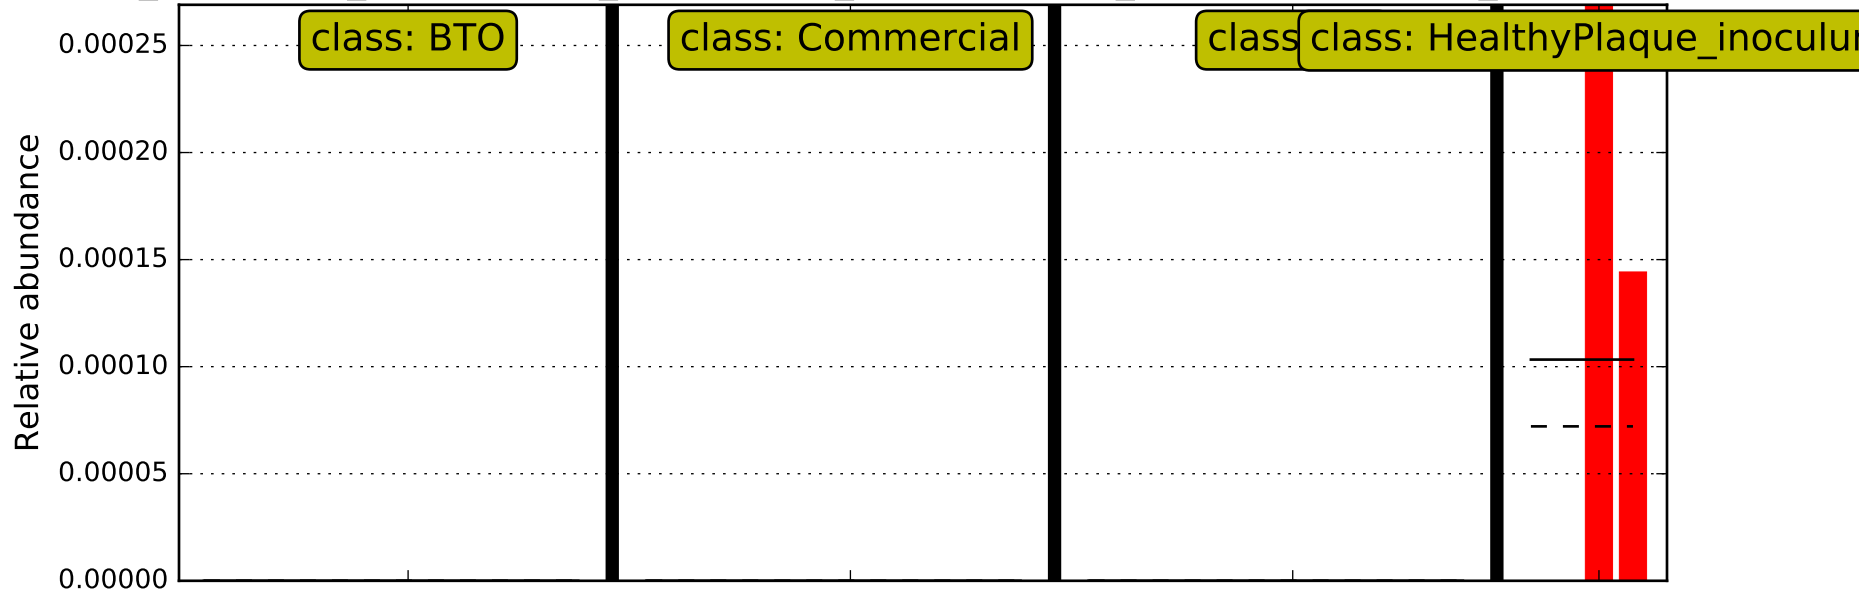 0.00025
0.00020
0.00015
0.00010
0.00005
0.00000
Relative abundance
class: BTO
class: Commercial
class
class: HealthyPlaque_inoculu